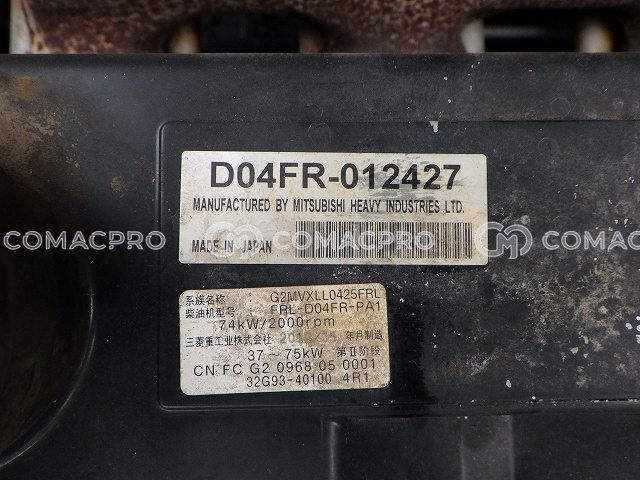 D04FR-012427
MANUFACTURED BY MITSUBISHI HEAVY INDUSTRIES, LTD.
MADE IN JAPAN
COMACPRO COMACPRO
系族名称 : G2MVXLL0425FRL
柴油机型号: FRL-D04FR-PA1
74kW/2000rpm
三菱重工业株式会社 年 月制造
37～75kW 第Ⅱ阶段
CN FC G2 0968 05 0001
32G93-40100 4R1